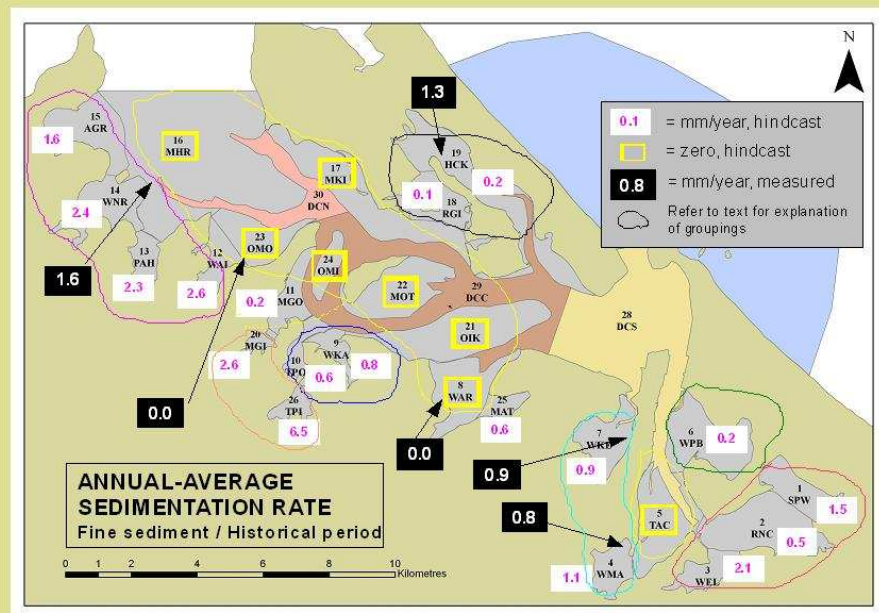 N
1.3
0.1 = mm/year, hindcast
= zero, hindcast
0.8 = mm/year, measured
Refer to text for explanation
of groupings
15
AGR
1.6
16
MHR
17
MKI
19
HCK
0.1
0.2
18
RGI
30
DCN
14
WNR
2.4
13
PAH
2.3
12
WAI
2.6
1.6
23
OMO
24
OMI
22
MOT
29
DCC
28
DCS
0.2
11
MGO
21
OIK
20
MGI
2.6
9
WKA
0.8
10
TPO
0.6
8
WAR
26
TPI
6.5
25
MAT
0.6
0.0
0.0
7
WKD
0.9
0.9
6
WPB
0.2
1
SPW
1.5
0.8
5
TAC
2
RNC
0.5
4
WMA
1.1
3
WEL
2.1
ANNUAL-AVERAGE
SEDIMENTATION RATE
Fine sediment / Historical period
0 2 4 6 8 10
Kilometres